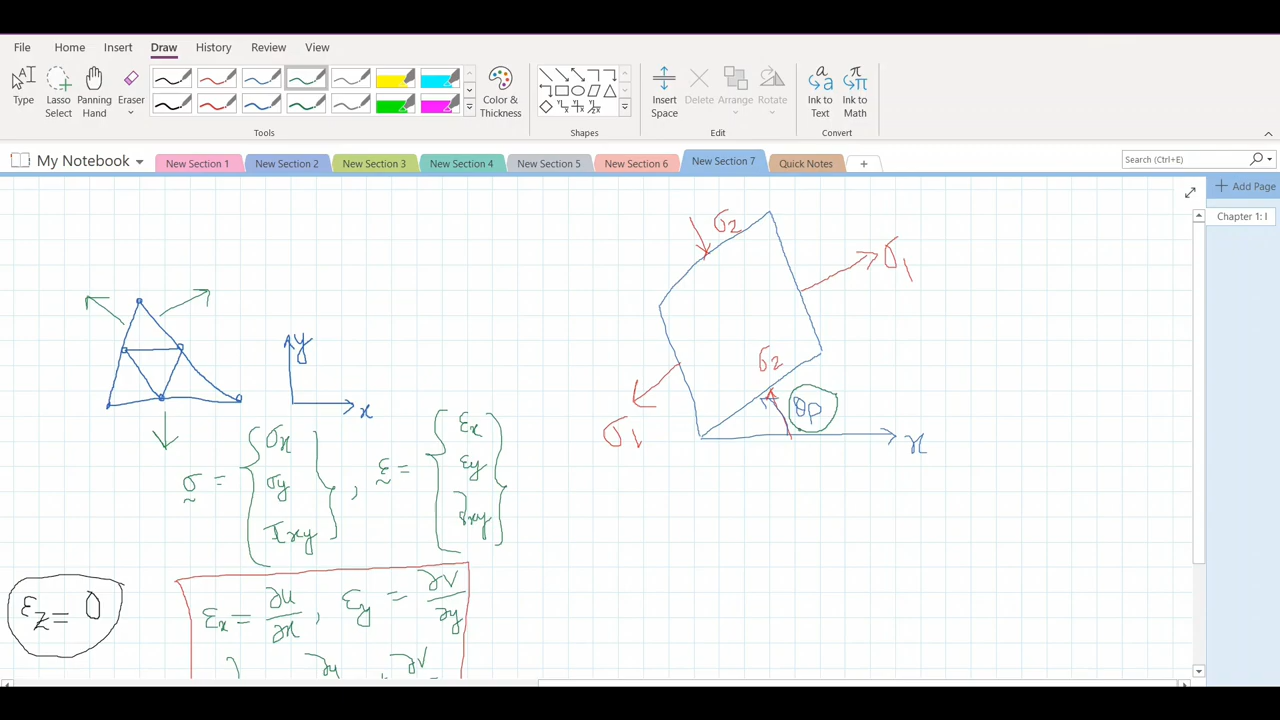 File Home Insert Draw History Review View
Type
Lasso Select
Panning Hand
Eraser
Color & Thickness
Insert Space
Delete
Arrange
Rotate
Ink to Text
Ink to Math
Tools
Shapes
Edit
Convert
My Notebook
New Section 1
New Section 2
New Section 3
New Section 4
New Section 5
New Section 6
New Section 7
Quick Notes
Search (Ctrl+E)
Add Page
Chapter 1: I
σ2
σ1
σ2
σ1
θp
x
y
x
σ = { σx σy τxy } , ε = { εx εy γxy }
εz = 0
εx = ∂u/∂x , εy = ∂v/∂y